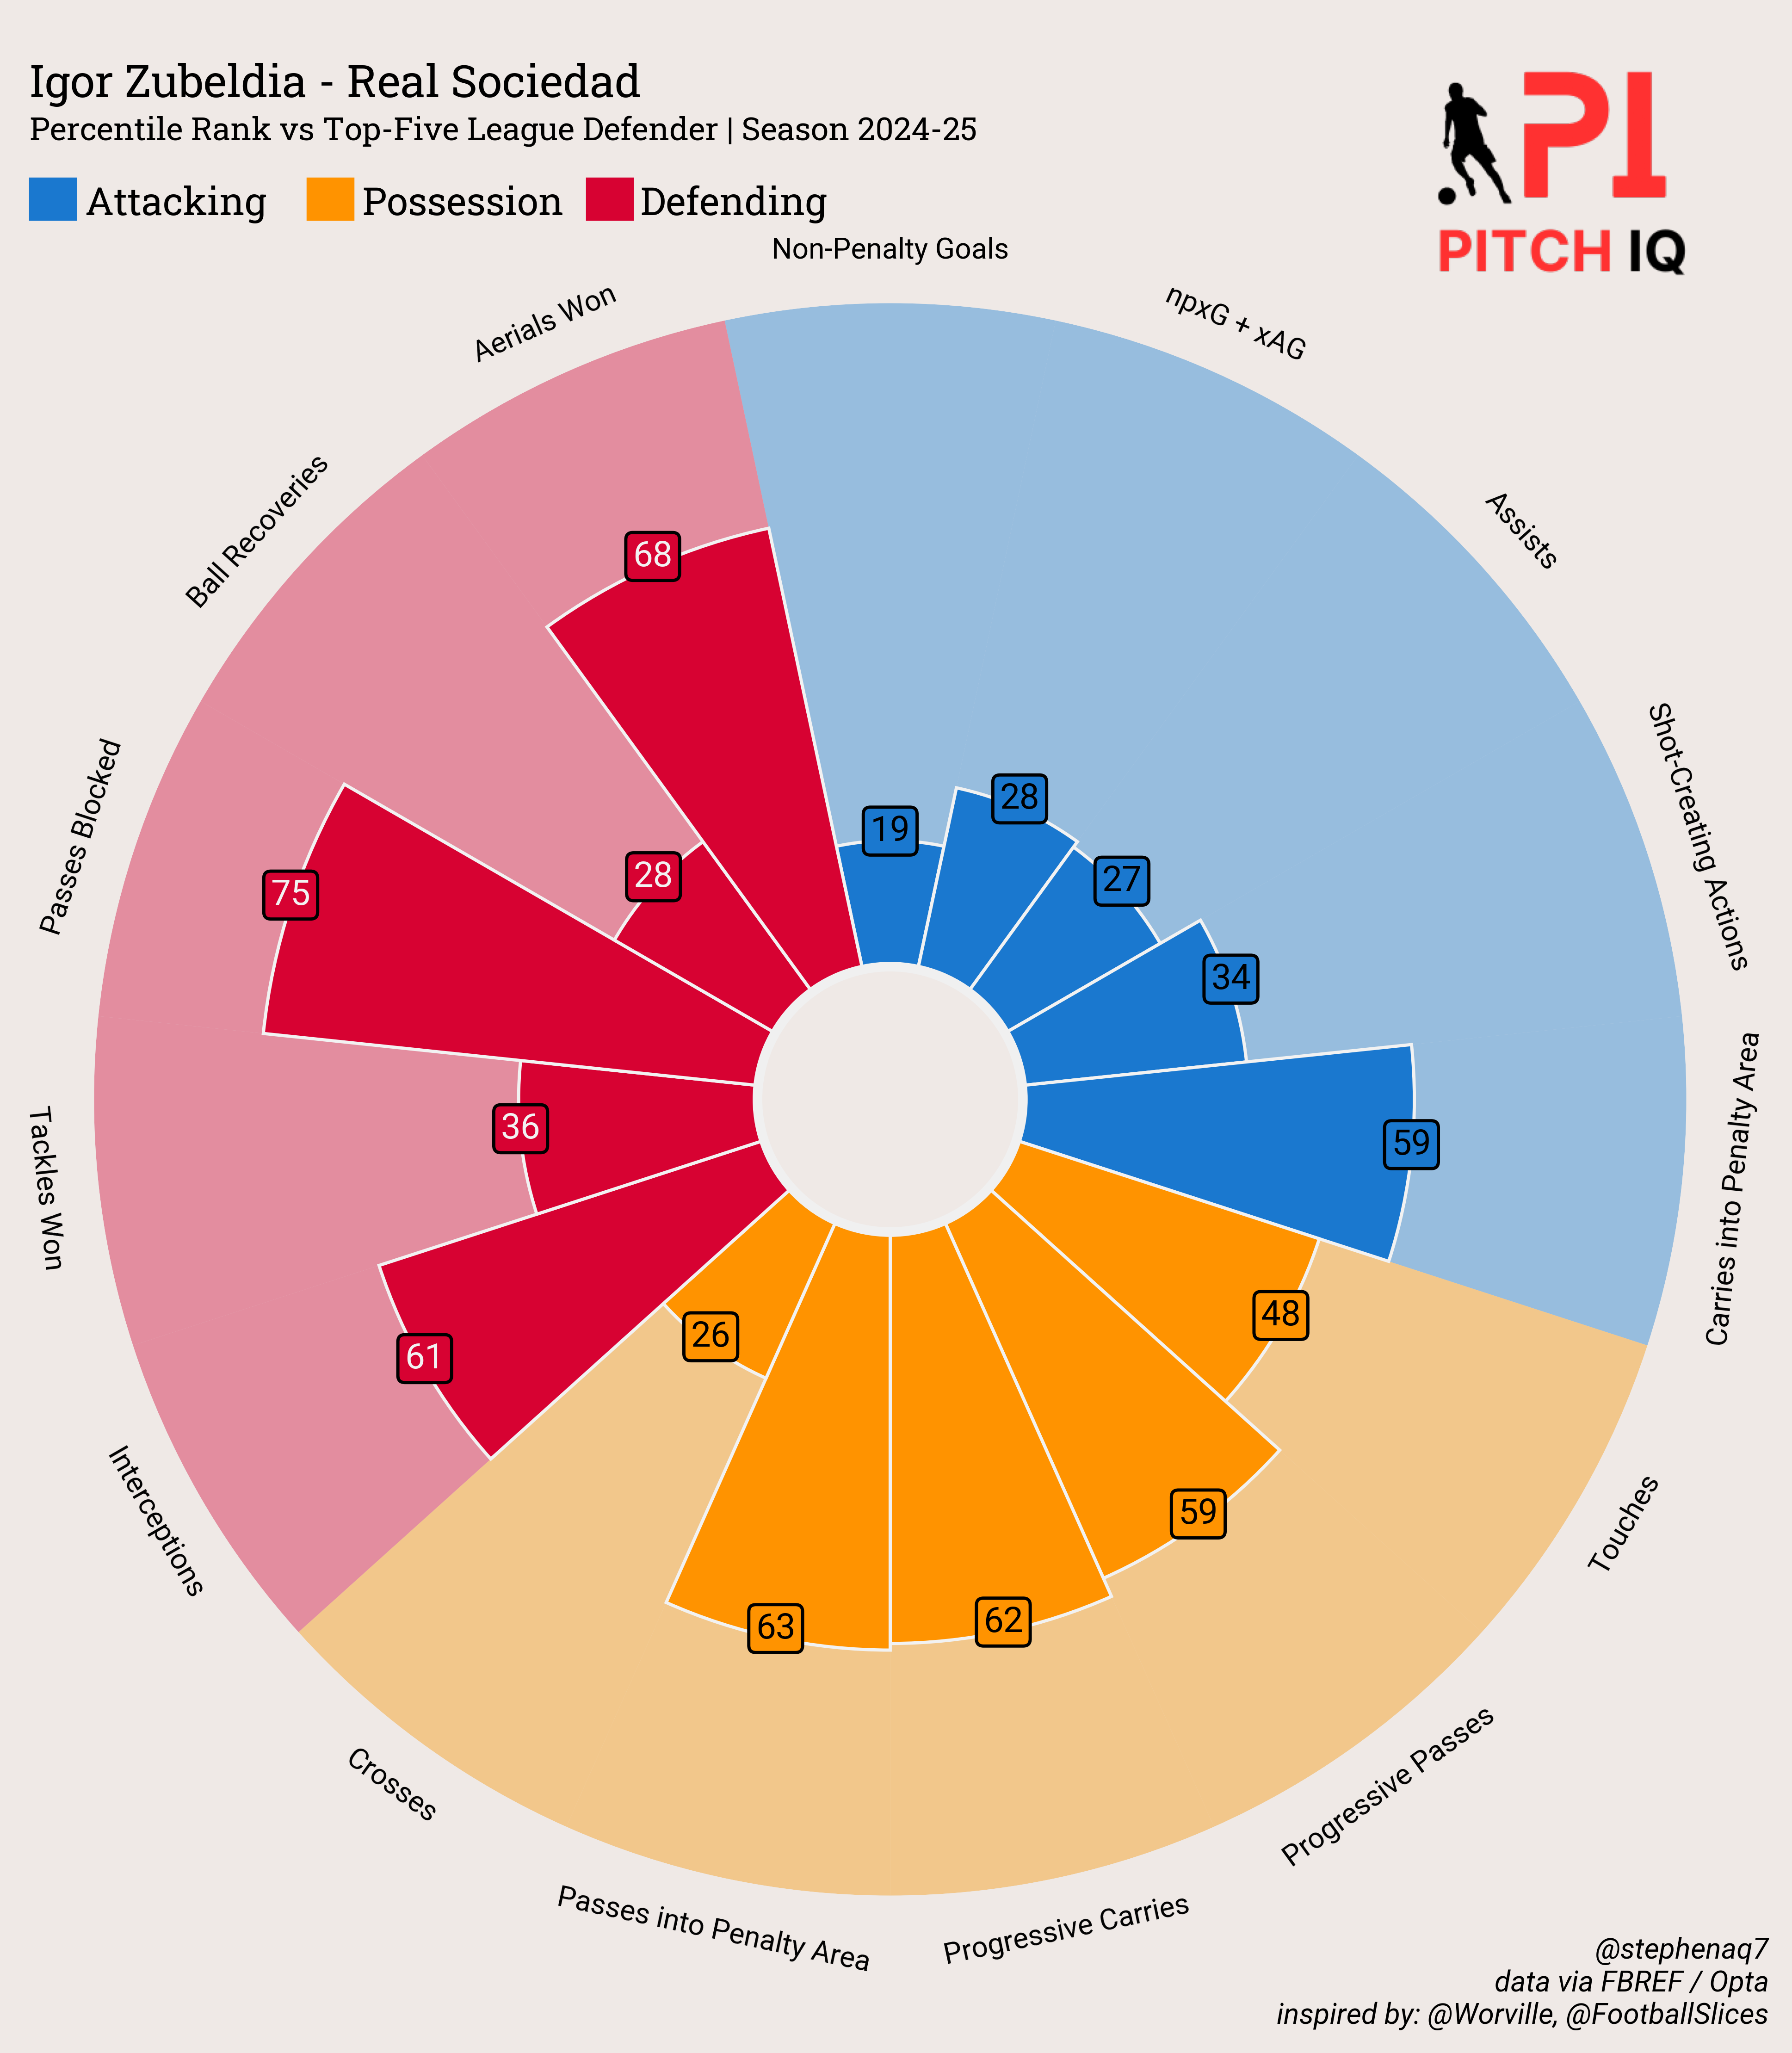 Igor Zubeldia - Real Sociedad
Percentile Rank vs Top-Five League Defender | Season 2024-25
Attacking
Possession
Defending
PI
PITCH IQ
Non-Penalty Goals
npxG + xAG
Assists
Shot-Creating Actions
Carries into Penalty Area
Touches
Progressive Passes
Progressive Carries
Passes into Penalty Area
Crosses
Interceptions
Tackles Won
Passes Blocked
Ball Recoveries
Aerials Won
19
28
27
34
59
48
59
62
63
26
61
36
75
28
68
@stephenaq7
data via FBREF / Opta
inspired by: @Worville, @FootballSlices